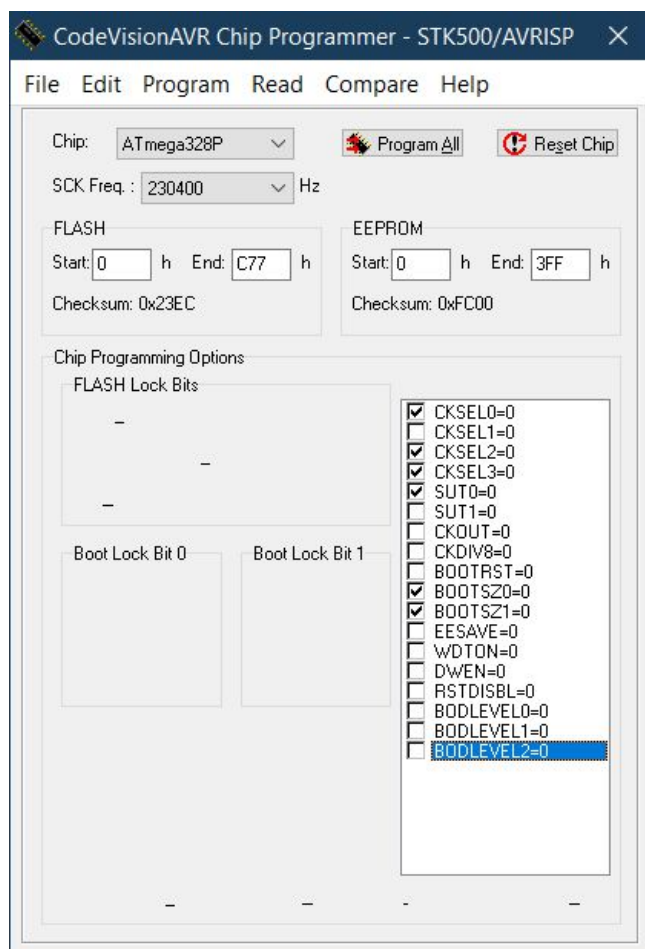 CodeVisionAVR Chip Programmer - STK500/AVRISP
File Edit Program Read Compare Help
Chip: ATmega328P Program All Reset Chip
SCK Freq. : 230400 Hz
FLASH EEPROM
Start: 0 h End: C77 h Start: 0 h End: 3FF h
Checksum: 0x23EC Checksum: 0xFC00
Chip Programming Options
FLASH Lock Bits
CKSEL0=0
CKSEL1=0
CKSEL2=0
CKSEL3=0
SUT0=0
SUT1=0
CKOUT=0
CKDIV8=0
BOOTRST=0
BOOTSZ0=0
BOOTSZ1=0
EESAVE=0
WDTON=0
DWEN=0
RSTDISBL=0
BODLEVEL0=0
BODLEVEL1=0
BODLEVEL2=0
Boot Lock Bit 0 Boot Lock Bit 1